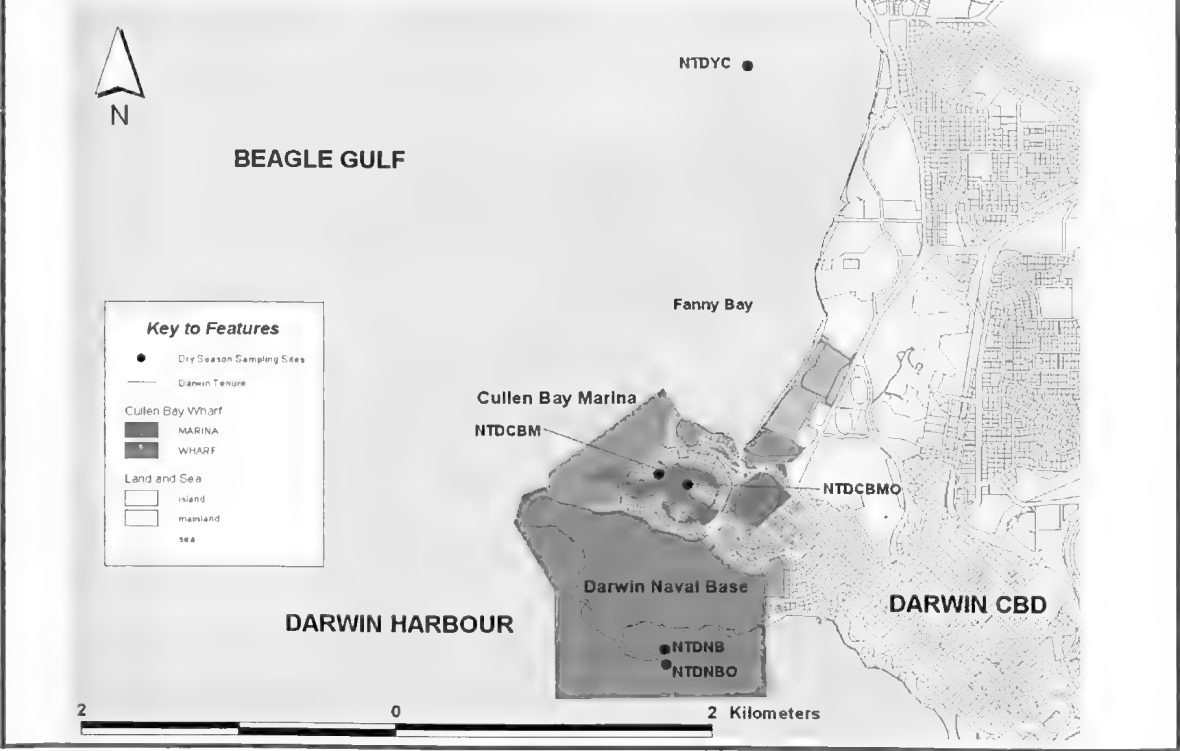 NTDYC
N
BEAGLE GULF
Fanny Bay
Key to Features
Dry Season Sampling Sites
Darwin Tenure
Cullen Bay Wharf
MARINA
WHARF
Land and Sea
island
mainland
sea
Cullen Bay Marina
NTDCBM
NTDCBMO
Darwin Naval Base
DARWIN CBD
DARWIN HARBOUR
NTDNB
NTDNBO
2 0 2 Kilometers